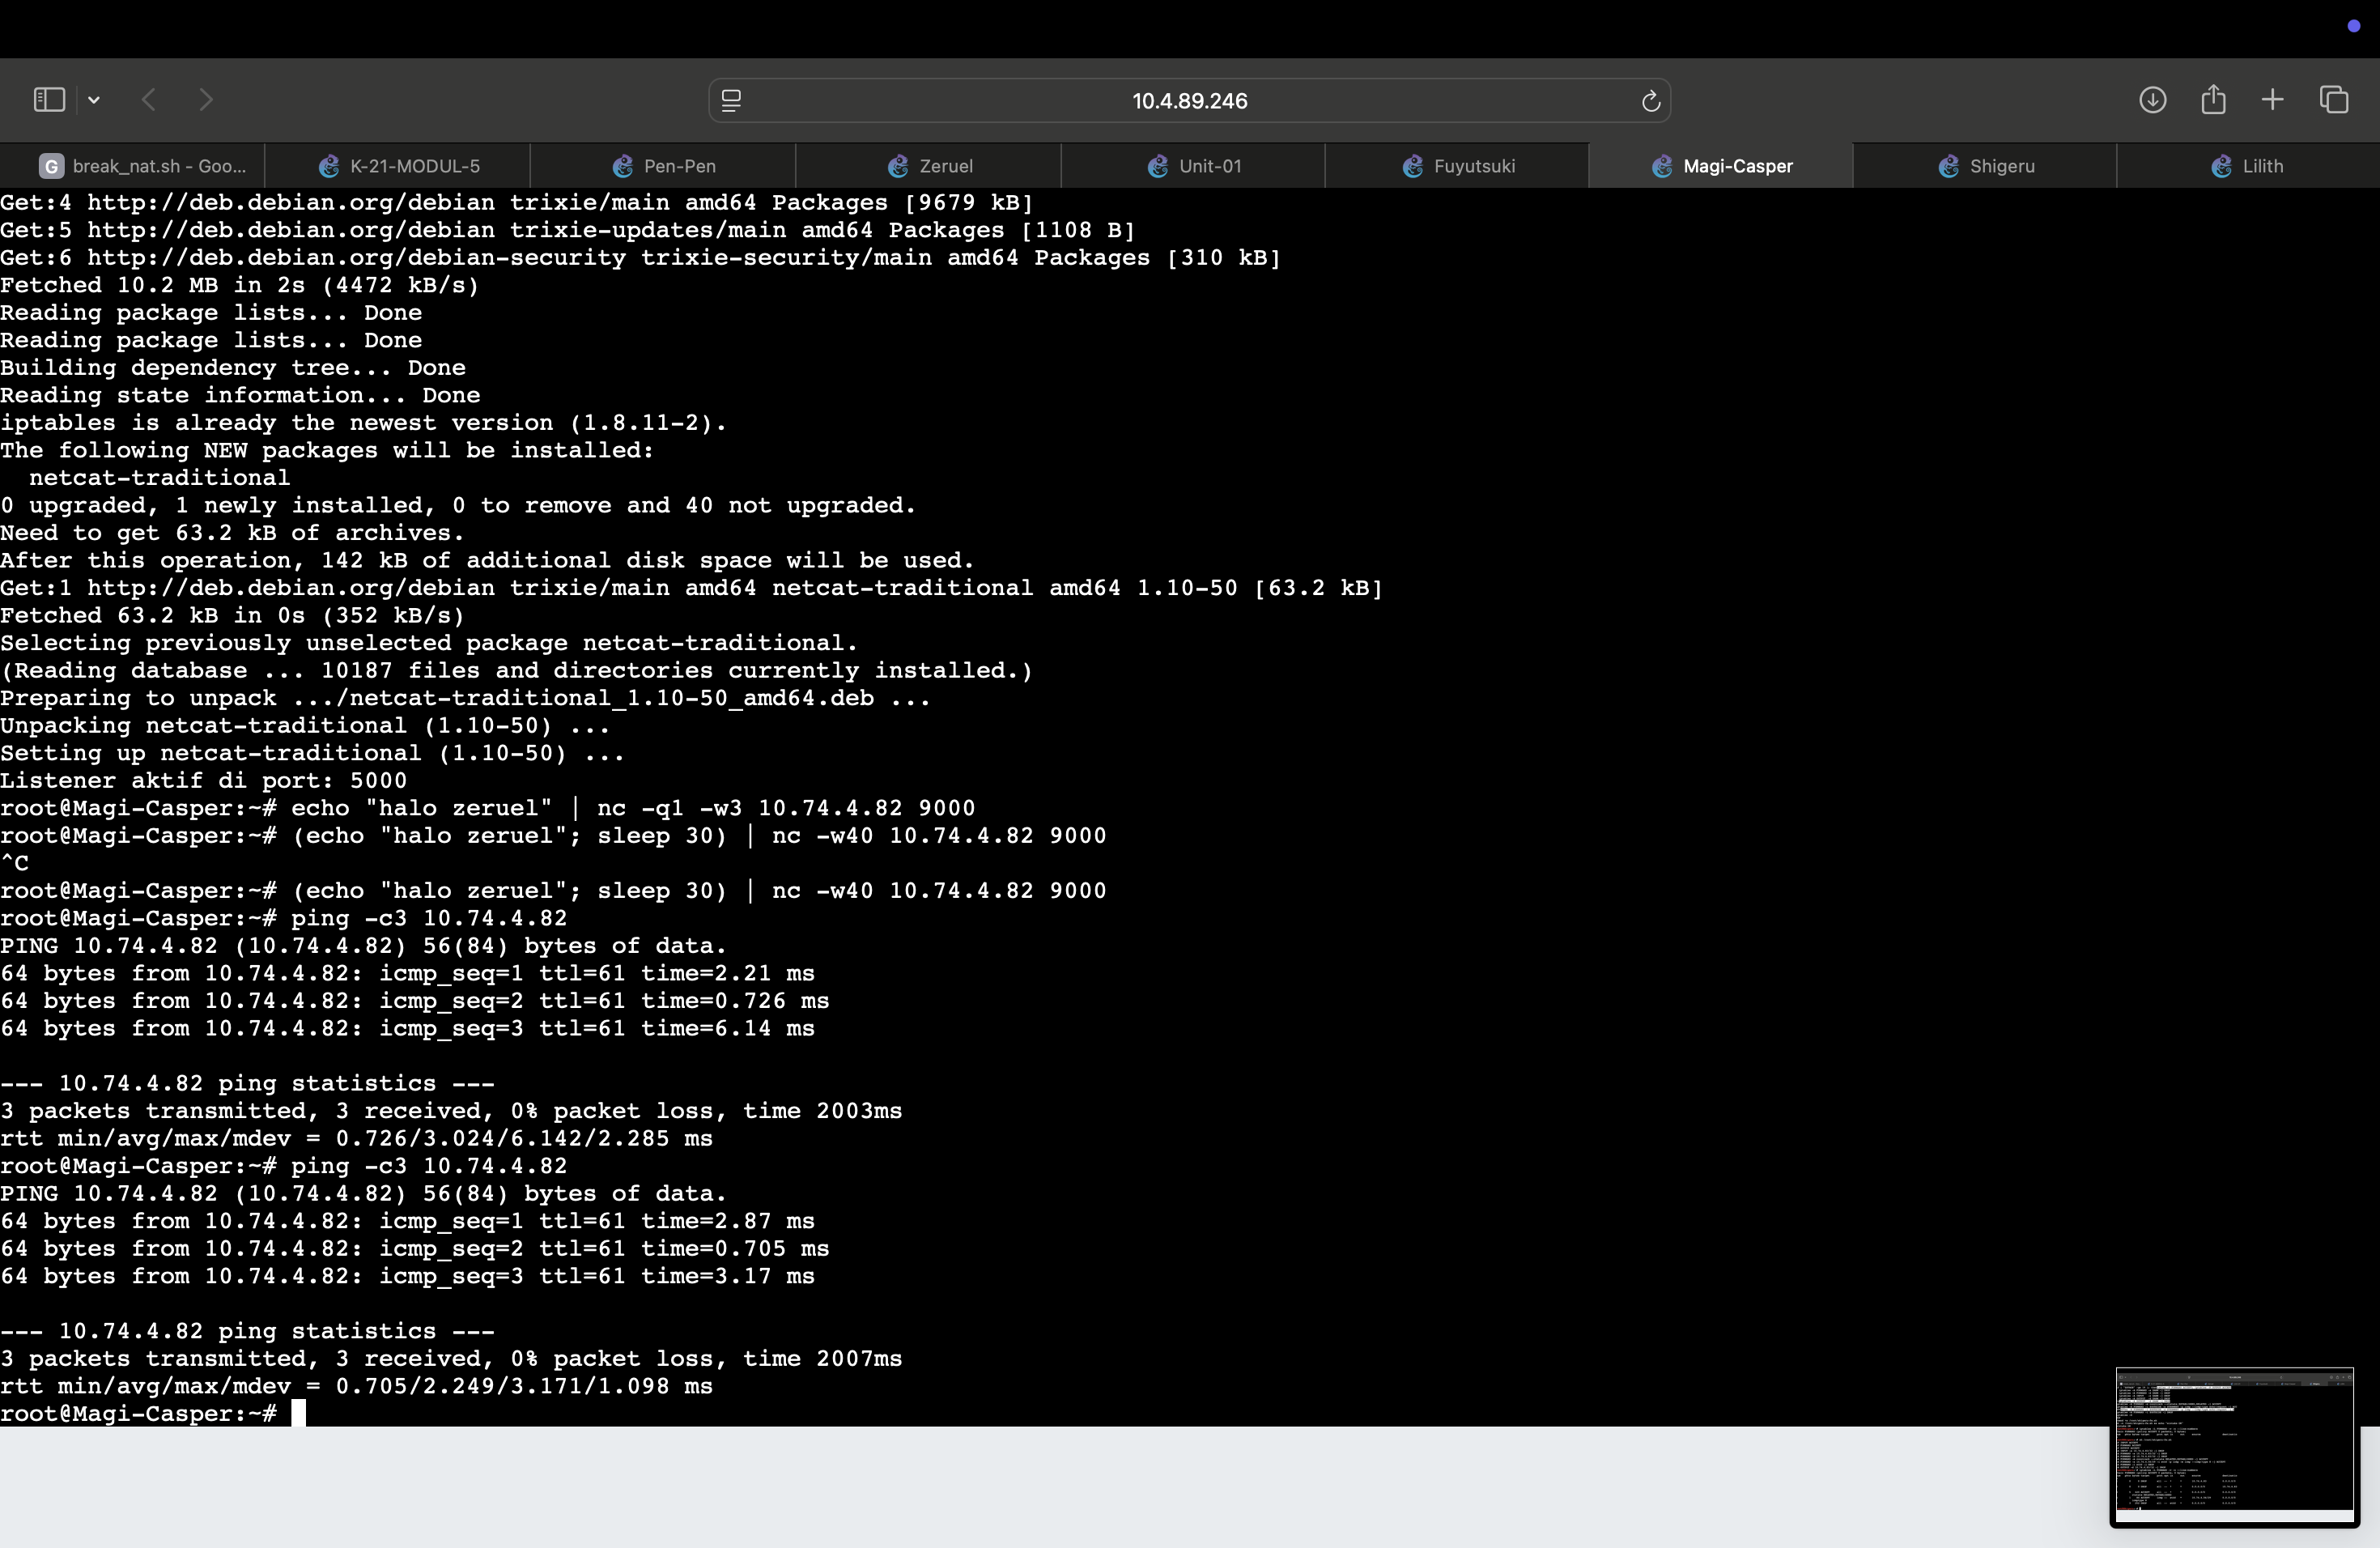 10.4.89.246
G break_nat.sh - Goo...
K-21-MODUL-5
Pen-Pen
Zeruel
Unit-01
Fuyutsuki
Magi-Casper
Shigeru
Lilith
Get:4 http://deb.debian.org/debian trixie/main amd64 Packages [9679 kB]
Get:5 http://deb.debian.org/debian trixie-updates/main amd64 Packages [1108 B]
Get:6 http://deb.debian.org/debian-security trixie-security/main amd64 Packages [310 kB]
Fetched 10.2 MB in 2s (4472 kB/s)
Reading package lists... Done
Reading package lists... Done
Building dependency tree... Done
Reading state information... Done
iptables is already the newest version (1.8.11-2).
The following NEW packages will be installed:
  netcat-traditional
0 upgraded, 1 newly installed, 0 to remove and 40 not upgraded.
Need to get 63.2 kB of archives.
After this operation, 142 kB of additional disk space will be used.
Get:1 http://deb.debian.org/debian trixie/main amd64 netcat-traditional amd64 1.10-50 [63.2 kB]
Fetched 63.2 kB in 0s (352 kB/s)
Selecting previously unselected package netcat-traditional.
(Reading database ... 10187 files and directories currently installed.)
Preparing to unpack .../netcat-traditional_1.10-50_amd64.deb ...
Unpacking netcat-traditional (1.10-50) ...
Setting up netcat-traditional (1.10-50) ...
Listener aktif di port: 5000
root@Magi-Casper:~# echo "halo zeruel" | nc -q1 -w3 10.74.4.82 9000
root@Magi-Casper:~# (echo "halo zeruel"; sleep 30) | nc -w40 10.74.4.82 9000
^C
root@Magi-Casper:~# (echo "halo zeruel"; sleep 30) | nc -w40 10.74.4.82 9000
root@Magi-Casper:~# ping -c3 10.74.4.82
PING 10.74.4.82 (10.74.4.82) 56(84) bytes of data.
64 bytes from 10.74.4.82: icmp_seq=1 ttl=61 time=2.21 ms
64 bytes from 10.74.4.82: icmp_seq=2 ttl=61 time=0.726 ms
64 bytes from 10.74.4.82: icmp_seq=3 ttl=61 time=6.14 ms
--- 10.74.4.82 ping statistics ---
3 packets transmitted, 3 received, 0% packet loss, time 2003ms
rtt min/avg/max/mdev = 0.726/3.024/6.142/2.285 ms
root@Magi-Casper:~# ping -c3 10.74.4.82
PING 10.74.4.82 (10.74.4.82) 56(84) bytes of data.
64 bytes from 10.74.4.82: icmp_seq=1 ttl=61 time=2.87 ms
64 bytes from 10.74.4.82: icmp_seq=2 ttl=61 time=0.705 ms
64 bytes from 10.74.4.82: icmp_seq=3 ttl=61 time=3.17 ms
--- 10.74.4.82 ping statistics ---
3 packets transmitted, 3 received, 0% packet loss, time 2007ms
rtt min/avg/max/mdev = 0.705/2.249/3.171/1.098 ms
root@Magi-Casper:~#